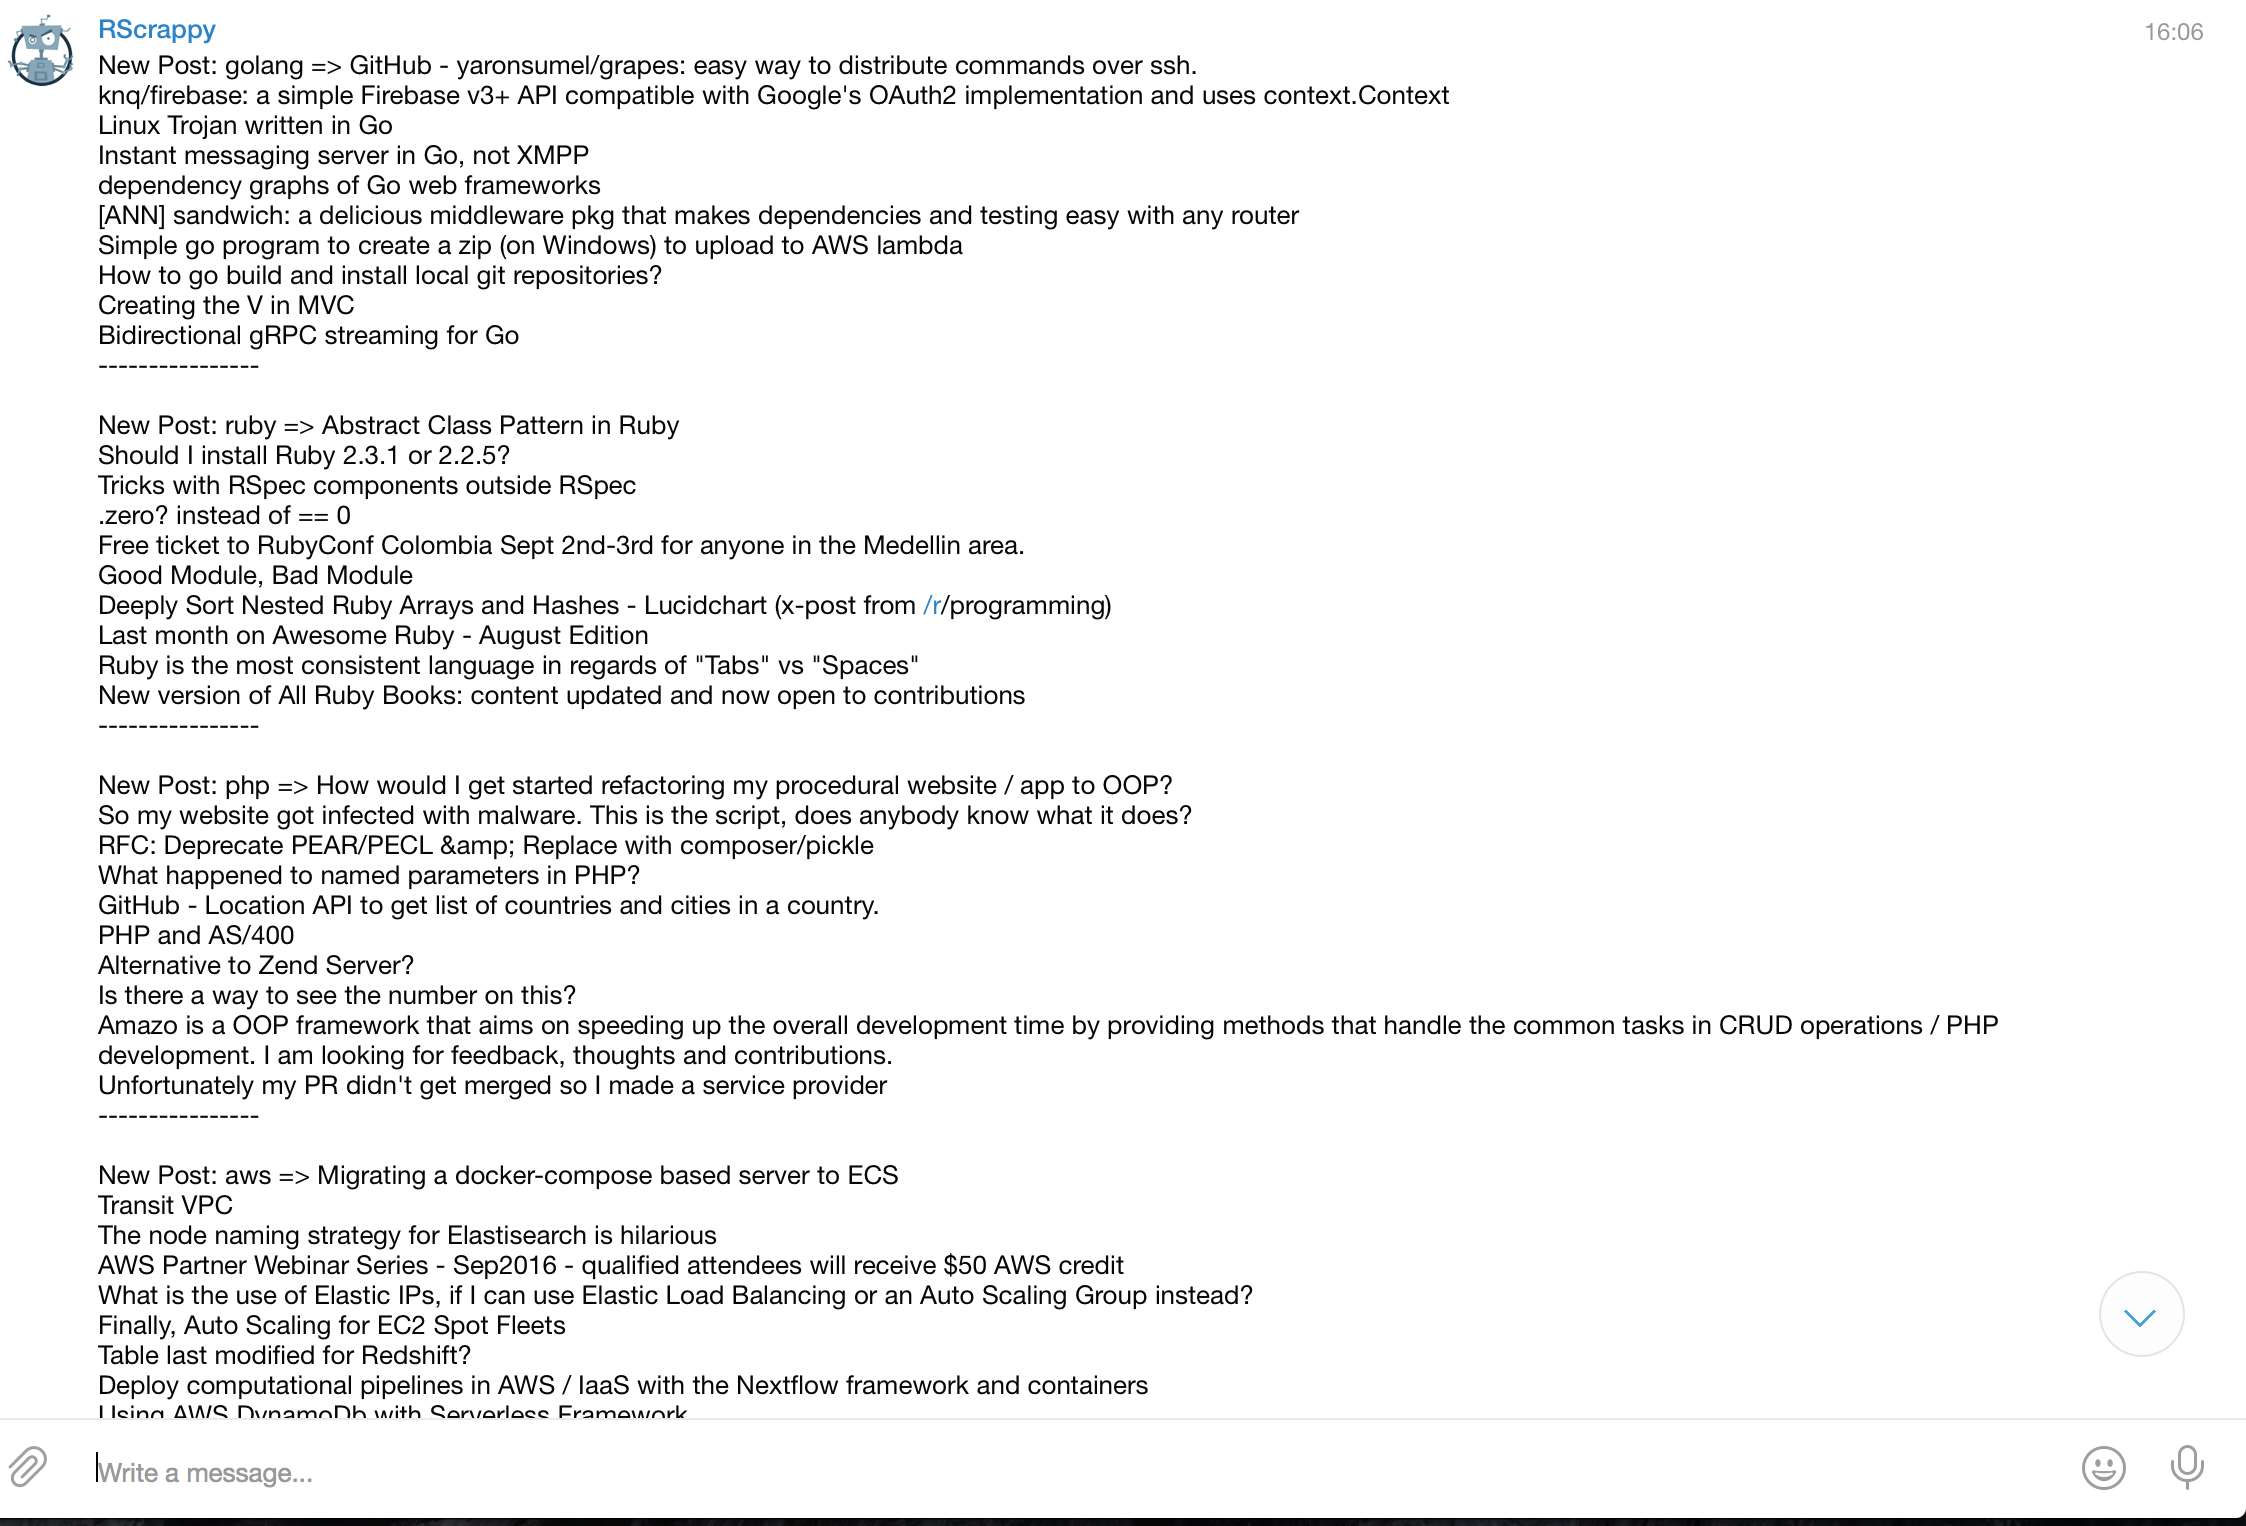 RScrappy
16:06
New Post: golang => GitHub - yaronsumel/grapes: easy way to distribute commands over ssh.
knq/firebase: a simple Firebase v3+ API compatible with Google's OAuth2 implementation and uses context.Context
Linux Trojan written in Go
Instant messaging server in Go, not XMPP
dependency graphs of Go web frameworks
[ANN] sandwich: a delicious middleware pkg that makes dependencies and testing easy with any router
Simple go program to create a zip (on Windows) to upload to AWS lambda
How to go build and install local git repositories?
Creating the V in MVC
Bidirectional gRPC streaming for Go
----------------
New Post: ruby => Abstract Class Pattern in Ruby
Should I install Ruby 2.3.1 or 2.2.5?
Tricks with RSpec components outside RSpec
.zero? instead of == 0
Free ticket to RubyConf Colombia Sept 2nd-3rd for anyone in the Medellin area.
Good Module, Bad Module
Deeply Sort Nested Ruby Arrays and Hashes - Lucidchart (x-post from /r/programming)
Last month on Awesome Ruby - August Edition
Ruby is the most consistent language in regards of "Tabs" vs "Spaces"
New version of All Ruby Books: content updated and now open to contributions
----------------
New Post: php => How would I get started refactoring my procedural website / app to OOP?
So my website got infected with malware. This is the script, does anybody know what it does?
RFC: Deprecate PEAR/PECL &amp; Replace with composer/pickle
What happened to named parameters in PHP?
GitHub - Location API to get list of countries and cities in a country.
PHP and AS/400
Alternative to Zend Server?
Is there a way to see the number on this?
Amazo is a OOP framework that aims on speeding up the overall development time by providing methods that handle the common tasks in CRUD operations / PHP
development. I am looking for feedback, thoughts and contributions.
Unfortunately my PR didn't get merged so I made a service provider
----------------
New Post: aws => Migrating a docker-compose based server to ECS
Transit VPC
The node naming strategy for Elastisearch is hilarious
AWS Partner Webinar Series - Sep2016 - qualified attendees will receive $50 AWS credit
What is the use of Elastic IPs, if I can use Elastic Load Balancing or an Auto Scaling Group instead?
Finally, Auto Scaling for EC2 Spot Fleets
Table last modified for Redshift?
Deploy computational pipelines in AWS / IaaS with the Nextflow framework and containers
Using AWS DynamoDb with Serverless Framework
Write a message...